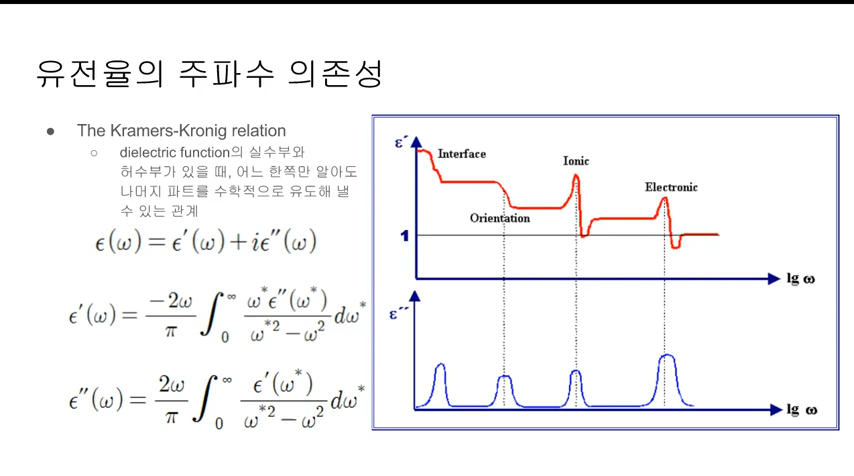 유전율의 주파수 의존성
● The Kramers-Kronig relation
○ dielectric function의 실수부와
허수부가 있을 때, 어느 한쪽만 알아도
나머지 파트를 수학적으로 유도해 낼
수 있는 관계
ϵ(ω) = ϵ′(ω) + iϵ″(ω)
ϵ′(ω) = −2ω/π ∫₀^∞ ω*ϵ″(ω*)/(ω*² − ω²) dω*
ϵ″(ω) = 2ω/π ∫₀^∞ ϵ′(ω*)/(ω*² − ω²) dω*
ε′
Interface
Ionic
Electronic
Orientation
1
lg ω
ε″
lg ω